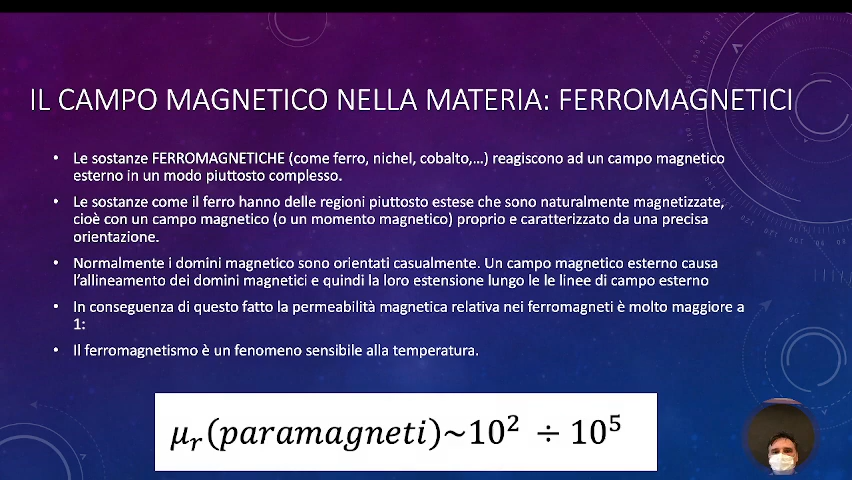 IL CAMPO MAGNETICO NELLA MATERIA: FERROMAGNETICI
• Le sostanze FERROMAGNETICHE (come ferro, nichel, cobalto,...) reagiscono ad un campo magnetico
esterno in un modo piuttosto complesso.
• Le sostanze come il ferro hanno delle regioni piuttosto estese che sono naturalmente magnetizzate,
cioè con un campo magnetico (o un momento magnetico) proprio e caratterizzato da una precisa
orientazione.
• Normalmente i domini magnetico sono orientati casualmente. Un campo magnetico esterno causa
l'allineamento dei domini magnetici e quindi la loro estensione lungo le le linee di campo esterno
• In conseguenza di questo fatto la permeabilità magnetica relativa nei ferromagneti è molto maggiore a
1:
• Il ferromagnetismo è un fenomeno sensibile alla temperatura.
μᵣ(paramagneti)~10² ÷ 10⁵